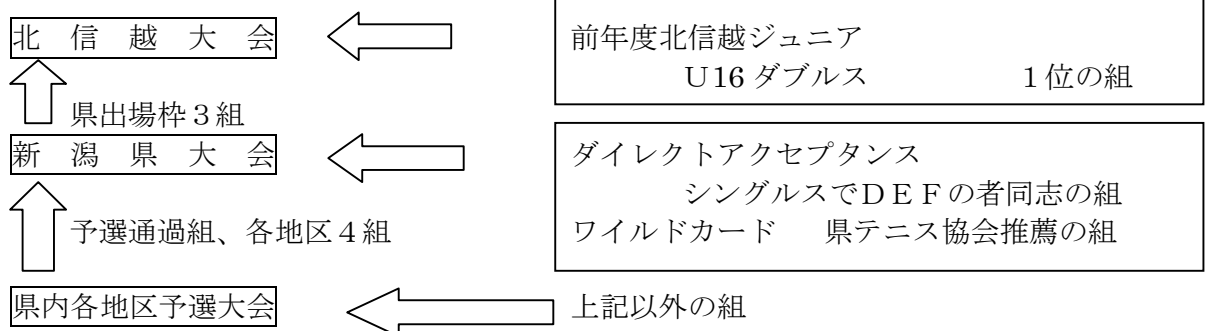 北　信　越　大　会
前年度北信越ジュニア
Ｕ16 ダブルス　１位の組
県出場枠３組
新　潟　県　大　会
ダイレクトアクセプタンス
シングルスでＤＥＦの者同志の組
予選通過組、各地区４組
ワイルドカード　県テニス協会推薦の組
県内各地区予選大会
上記以外の組